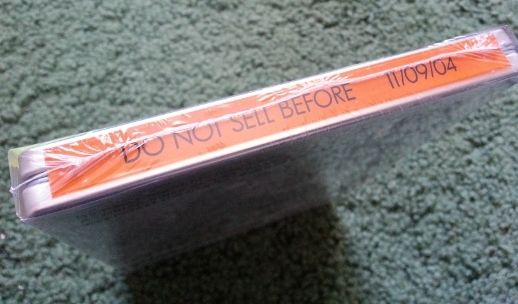 DO NOT SELL BEFORE 11/09/04